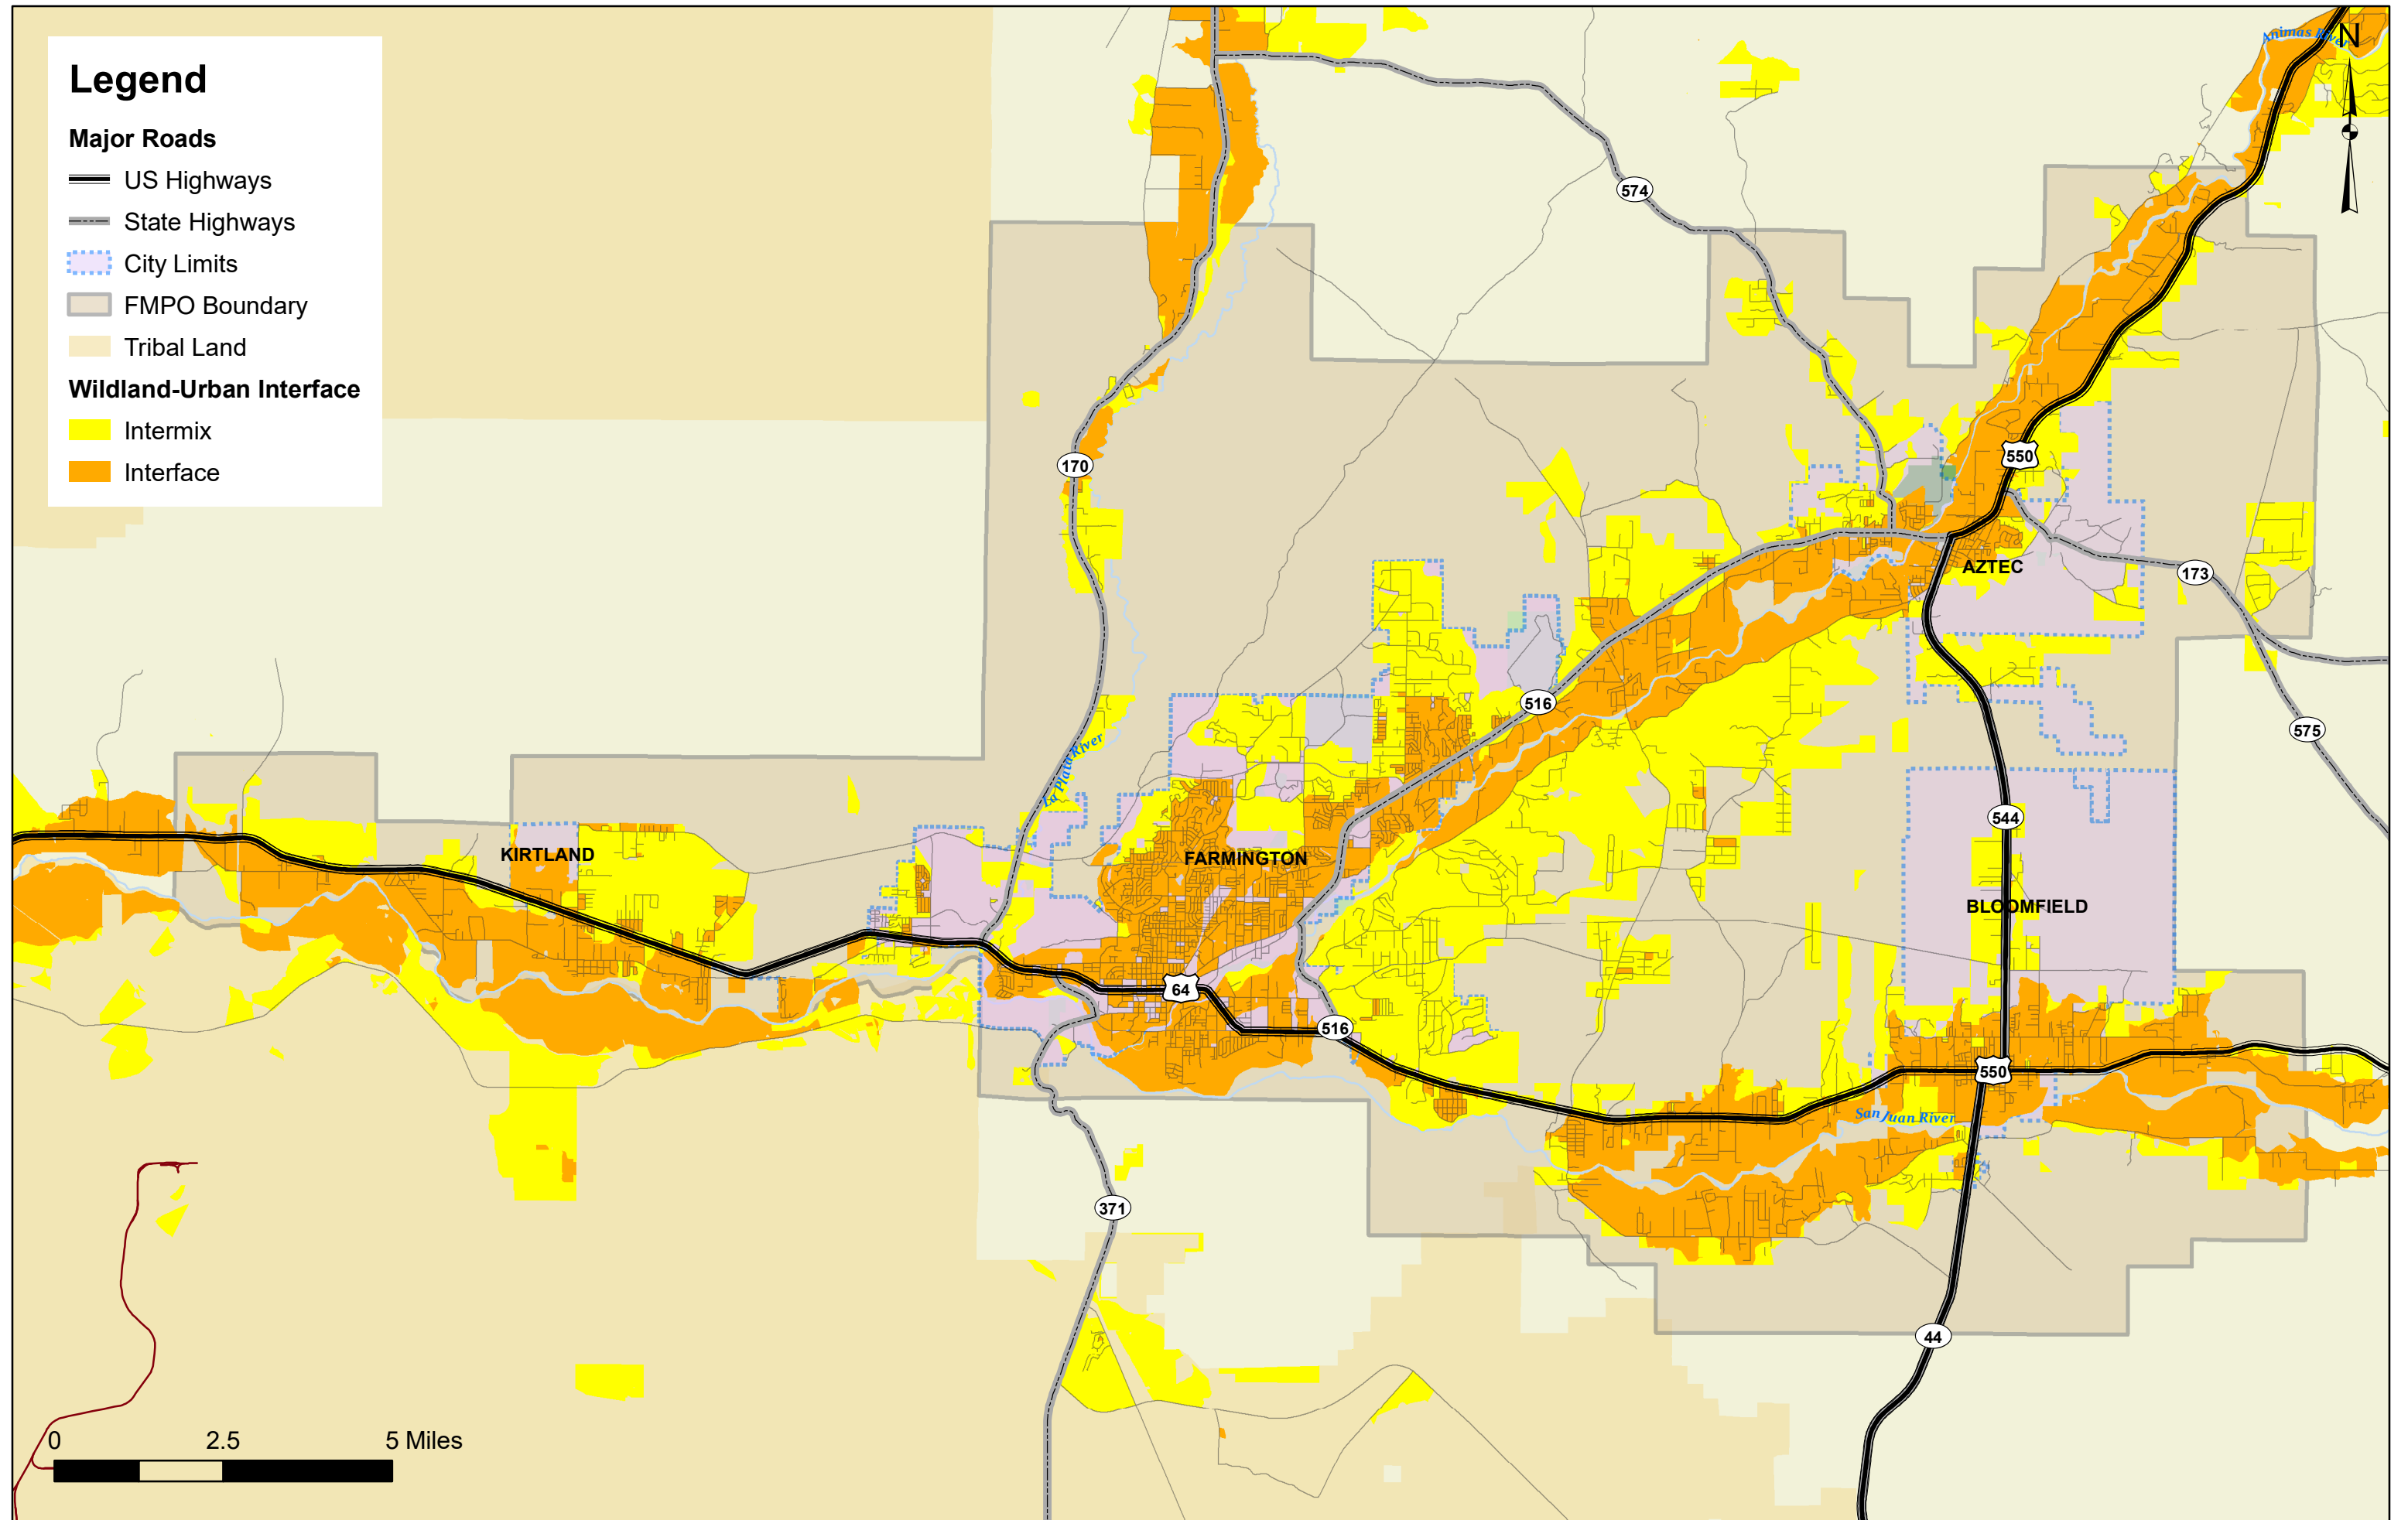 Legend
Major Roads
US Highways
State Highways
City Limits
FMPO Boundary
Tribal Land
Wildland-Urban Interface
Intermix
Interface
Animas River
N
574
170
550
AZTEC
173
516
575
La Plata River
544
KIRTLAND
FARMINGTON
BLOOMFIELD
64
516
550
San Juan River
371
44
0 2.5 5 Miles